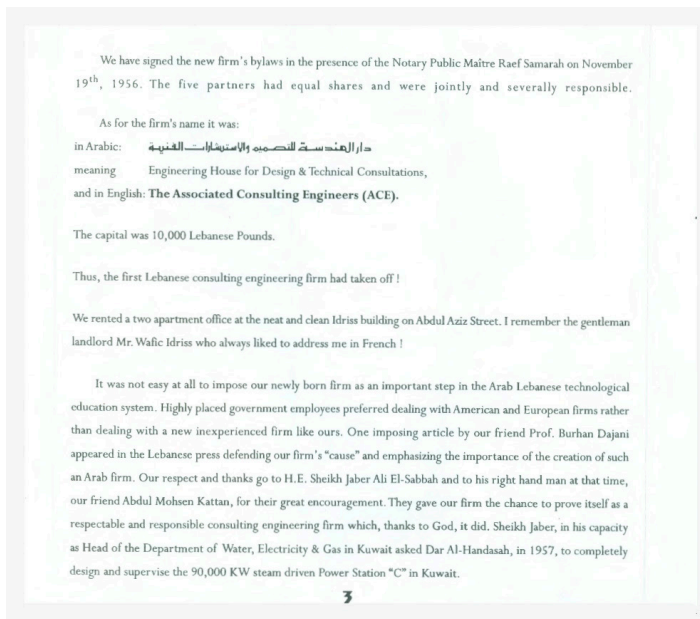 We have signed the new firm's bylaws in the presence of the Notary Public Maître Raef Samarah on November
19th, 1956. The five partners had equal shares and were jointly and severally responsible.
As for the firm's name it was:
in Arabic: دار الهندسة للتصميم والاستشارات الفنية
meaning Engineering House for Design & Technical Consultations,
and in English: The Associated Consulting Engineers (ACE).
The capital was 10,000 Lebanese Pounds.
Thus, the first Lebanese consulting engineering firm had taken off !
We rented a two apartment office at the neat and clean Idriss building on Abdul Aziz Street. I remember the gentleman
landlord Mr. Wafic Idriss who always liked to address me in French !
It was not easy at all to impose our newly born firm as an important step in the Arab Lebanese technological
education system. Highly placed government employees preferred dealing with American and European firms rather
than dealing with a new inexperienced firm like ours. One imposing article by our friend Prof. Burhan Dajani
appeared in the Lebanese press defending our firm's "cause" and emphasizing the importance of the creation of such
an Arab firm. Our respect and thanks go to H.E. Sheikh Jaber Ali El-Sabbah and to his right hand man at that time,
our friend Abdul Mohsen Kattan, for their great encouragement. They gave our firm the chance to prove itself as a
respectable and responsible consulting engineering firm which, thanks to God, it did. Sheikh Jaber, in his capacity
as Head of the Department of Water, Electricity & Gas in Kuwait asked Dar Al-Handasah, in 1957, to completely
design and supervise the 90,000 KW steam driven Power Station "C" in Kuwait.
3